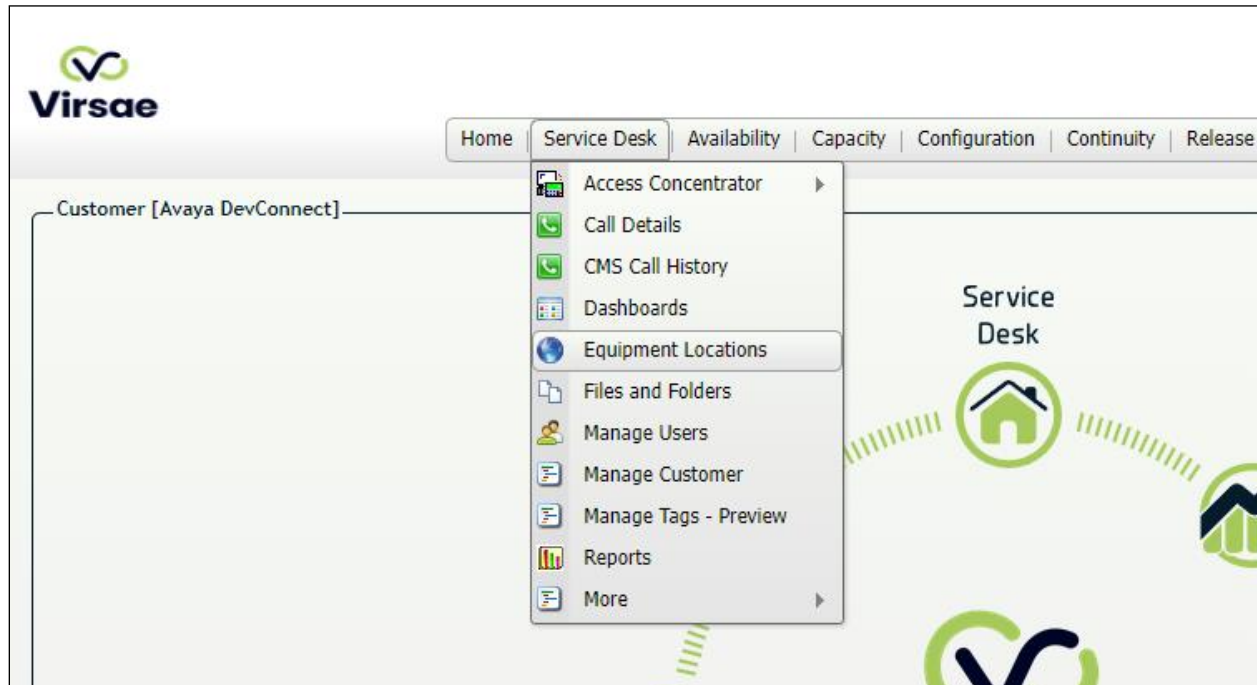 Virsae
Home | Service Desk | Availability | Capacity | Configuration | Continuity | Release
Customer [Avaya DevConnect]
Access Concentrator
Call Details
CMS Call History
Dashboards
Equipment Locations
Files and Folders
Manage Users
Manage Customer
Manage Tags - Preview
Reports
More
Service
Desk